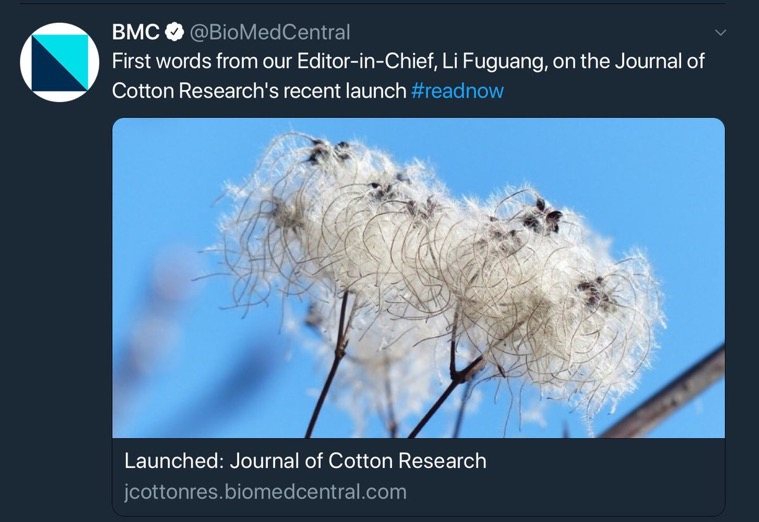 BMC @BioMedCentral
First words from our Editor-in-Chief, Li Fuguang, on the Journal of
Cotton Research's recent launch #readnow
Launched: Journal of Cotton Research
jcottonres.biomedcentral.com